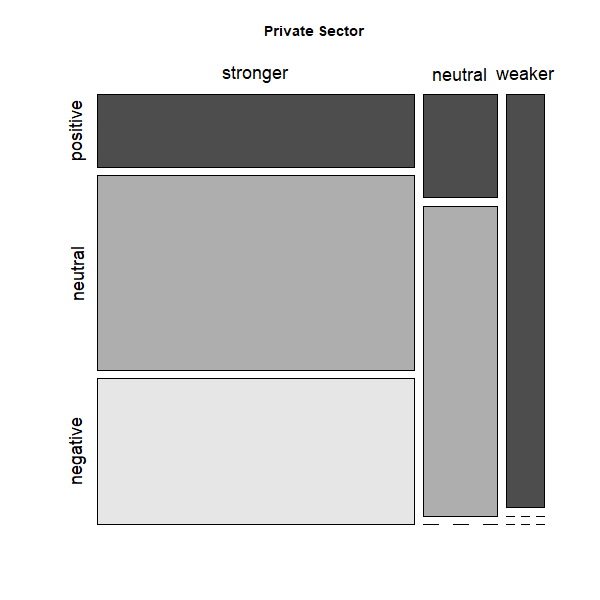 Private Sector
stronger
neutral
weaker
positive
neutral
negative